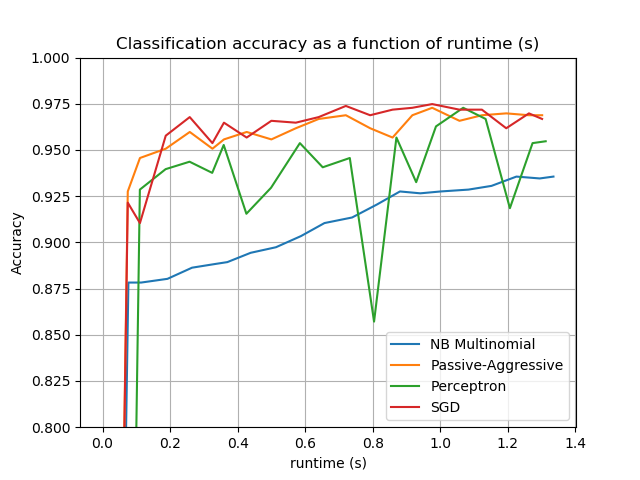 Classification accuracy as a function of runtime (s)
1.000
0.975
0.950
0.925
0.900
0.875
0.850
0.825
0.800
Accuracy
NB Multinomial
Passive-Aggressive
Perceptron
SGD
0.0 0.2 0.4 0.6 0.8 1.0 1.2 1.4
runtime (s)